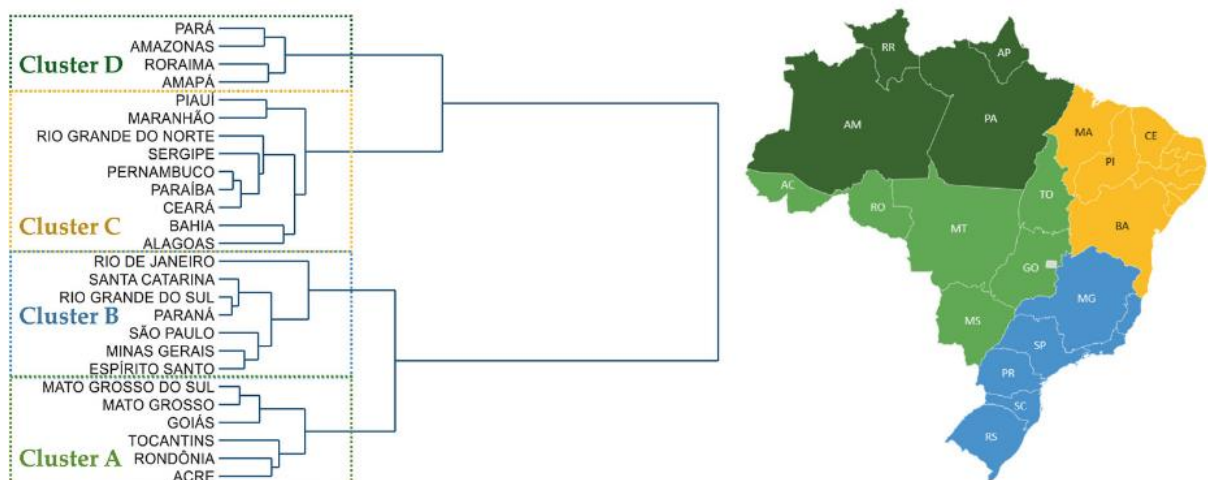 PARÁ
AMAZONAS
Cluster D
RORAIMA
AMAPÁ
PIAUÍ
MARANHÃO
RIO GRANDE DO NORTE
SERGIPE
PERNAMBUCO
PARAÍBA
CEARÁ
Cluster C
BAHIA
ALAGOAS
RIO DE JANEIRO
SANTA CATARINA
RIO GRANDE DO SUL
Cluster B
PARANÁ
SÃO PAULO
MINAS GERAIS
ESPÍRITO SANTO
MATO GROSSO DO SUL
MATO GROSSO
GOIÁS
TOCANTINS
Cluster A
RONDÔNIA
ACRE
RR
AP
AM
PA
MA
CE
PI
AC
TO
RO
MT
BA
GO
MG
MS
SP
PR
SC
RS